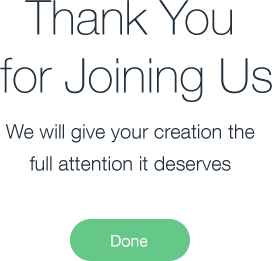 Thank You
for Joining Us
We will give your creation the
full attention it deserves
Done